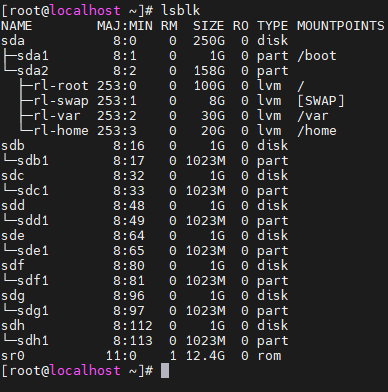 [root@localhost ~]# lsblk
NAME        MAJ:MIN RM  SIZE RO TYPE MOUNTPOINTS
sda           8:0    0  250G  0 disk
├─sda1        8:1    0    1G  0 part /boot
└─sda2        8:2    0  158G  0 part
  ├─rl-root 253:0    0  100G  0 lvm  /
  ├─rl-swap 253:1    0    8G  0 lvm  [SWAP]
  ├─rl-var  253:2    0   30G  0 lvm  /var
  └─rl-home 253:3    0   20G  0 lvm  /home
sdb           8:16   0    1G  0 disk
└─sdb1        8:17   0 1023M  0 part
sdc           8:32   0    1G  0 disk
└─sdc1        8:33   0 1023M  0 part
sdd           8:48   0    1G  0 disk
└─sdd1        8:49   0 1023M  0 part
sde           8:64   0    1G  0 disk
└─sde1        8:65   0 1023M  0 part
sdf           8:80   0    1G  0 disk
└─sdf1        8:81   0 1023M  0 part
sdg           8:96   0    1G  0 disk
└─sdg1        8:97   0 1023M  0 part
sdh           8:112  0    1G  0 disk
└─sdh1        8:113  0 1023M  0 part
sr0          11:0    1 12.4G  0 rom
[root@localhost ~]#